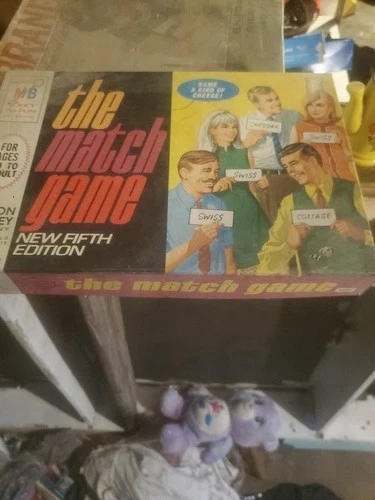 BRAND
MB
FOR
AGES
TO
ADULT
NAME
A KIND OF
CHEESE!
the
match
game
NEW FIFTH
EDITION
CHEDDAR
SWISS
SWISS
SWISS
COTTAGE
the match game